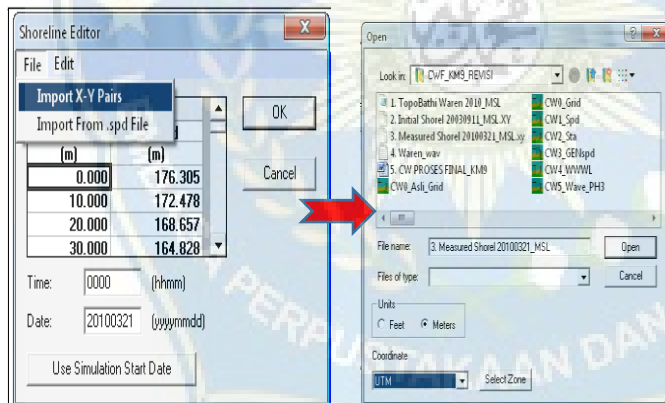 Shoreline Editor
File Edit
Import X-Y Pairs
Import From .spd File
(m) (m)
0.000 176.305
10.000 172.478
20.000 168.657
30.000 164.828
OK
Cancel
Time: 0000 (hhmm)
Date: 20100321 (yyyymmdd)
Use Simulation Start Date
Open
Look in: CWF_KM9_REVISI
1. TopoBathi Waren 2010_MSL
2. Initial Shorel 20030911_MSL.XY
3. Measured Shorel 20100321_MSL.xy
4. Waren_wav
5. CW PROSES FINAL_KM9
CW0_Asli_Grid
CW0_Grid
CW1_Spd
CW2_Sta
CW3_GENspd
CW4_WWWL
CW5_Wave_PH3
File name: 3. Measured Shorel 20100321_MSL Open
Files of type: Cancel
Units
Feet Meters
Coordinate
UTM Select Zone
PERPUSTAKAAN DAN